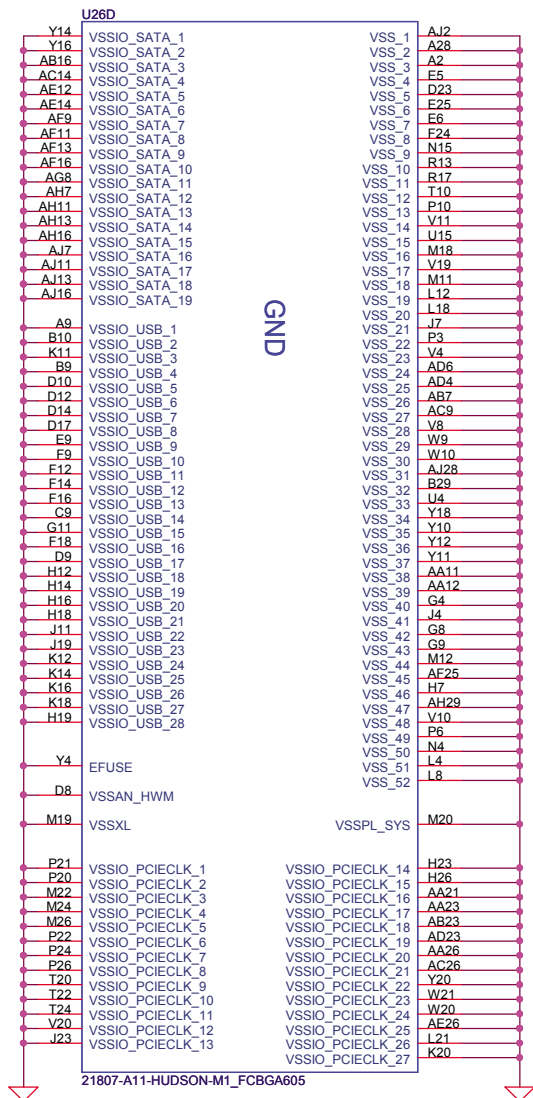 U26D
Y14 VSSIO_SATA_1
Y16 VSSIO_SATA_2
AB16 VSSIO_SATA_3
AC14 VSSIO_SATA_4
AE12 VSSIO_SATA_5
AE14 VSSIO_SATA_6
AF9 VSSIO_SATA_7
AF11 VSSIO_SATA_8
AF13 VSSIO_SATA_9
AF16 VSSIO_SATA_10
AG8 VSSIO_SATA_11
AH7 VSSIO_SATA_12
AH11 VSSIO_SATA_13
AH13 VSSIO_SATA_14
AH16 VSSIO_SATA_15
AJ7 VSSIO_SATA_16
AJ11 VSSIO_SATA_17
AJ13 VSSIO_SATA_18
AJ16 VSSIO_SATA_19
A9 VSSIO_USB_1
B10 VSSIO_USB_2
K11 VSSIO_USB_3
B9 VSSIO_USB_4
D10 VSSIO_USB_5
D12 VSSIO_USB_6
D14 VSSIO_USB_7
D17 VSSIO_USB_8
E9 VSSIO_USB_9
F9 VSSIO_USB_10
F12 VSSIO_USB_11
F14 VSSIO_USB_12
F16 VSSIO_USB_13
C9 VSSIO_USB_14
G11 VSSIO_USB_15
F18 VSSIO_USB_16
D9 VSSIO_USB_17
H12 VSSIO_USB_18
H14 VSSIO_USB_19
H16 VSSIO_USB_20
H18 VSSIO_USB_21
J11 VSSIO_USB_22
J19 VSSIO_USB_23
K12 VSSIO_USB_24
K14 VSSIO_USB_25
K16 VSSIO_USB_26
K18 VSSIO_USB_27
H19 VSSIO_USB_28
Y4 EFUSE
D8 VSSAN_HWM
M19 VSSXL
P21 VSSIO_PCIECLK_1
P20 VSSIO_PCIECLK_2
M22 VSSIO_PCIECLK_3
M24 VSSIO_PCIECLK_4
M26 VSSIO_PCIECLK_5
P22 VSSIO_PCIECLK_6
P24 VSSIO_PCIECLK_7
P26 VSSIO_PCIECLK_8
T20 VSSIO_PCIECLK_9
T22 VSSIO_PCIECLK_10
T24 VSSIO_PCIECLK_11
V20 VSSIO_PCIECLK_12
J23 VSSIO_PCIECLK_13
GND
VSS_1 AJ2
VSS_2 A28
VSS_3 A2
VSS_4 E5
VSS_5 D23
VSS_6 E25
VSS_7 E6
VSS_8 F24
VSS_9 N15
VSS_10 R13
VSS_11 R17
VSS_12 T10
VSS_13 P10
VSS_14 V11
VSS_15 U15
VSS_16 M18
VSS_17 V19
VSS_18 M11
VSS_19 L12
VSS_20 L18
VSS_21 J7
VSS_22 P3
VSS_23 V4
VSS_24 AD6
VSS_25 AD4
VSS_26 AB7
VSS_27 AC9
VSS_28 V8
VSS_29 W9
VSS_30 W10
VSS_31 AJ28
VSS_32 B29
VSS_33 U4
VSS_34 Y18
VSS_35 Y10
VSS_36 Y12
VSS_37 Y11
VSS_38 AA11
VSS_39 AA12
VSS_40 G4
VSS_41 J4
VSS_42 G8
VSS_43 G9
VSS_44 M12
VSS_45 AF25
VSS_46 H7
VSS_47 AH29
VSS_48 V10
VSS_49 P6
VSS_50 N4
VSS_51 L4
VSS_52 L8
VSSPL_SYS M20
VSSIO_PCIECLK_14 H23
VSSIO_PCIECLK_15 H26
VSSIO_PCIECLK_16 AA21
VSSIO_PCIECLK_17 AA23
VSSIO_PCIECLK_18 AB23
VSSIO_PCIECLK_19 AD23
VSSIO_PCIECLK_20 AA26
VSSIO_PCIECLK_21 AC26
VSSIO_PCIECLK_22 Y20
VSSIO_PCIECLK_23 W21
VSSIO_PCIECLK_24 W20
VSSIO_PCIECLK_25 AE26
VSSIO_PCIECLK_26 L21
VSSIO_PCIECLK_27 K20
21807-A11-HUDSON-M1_FCBGA605